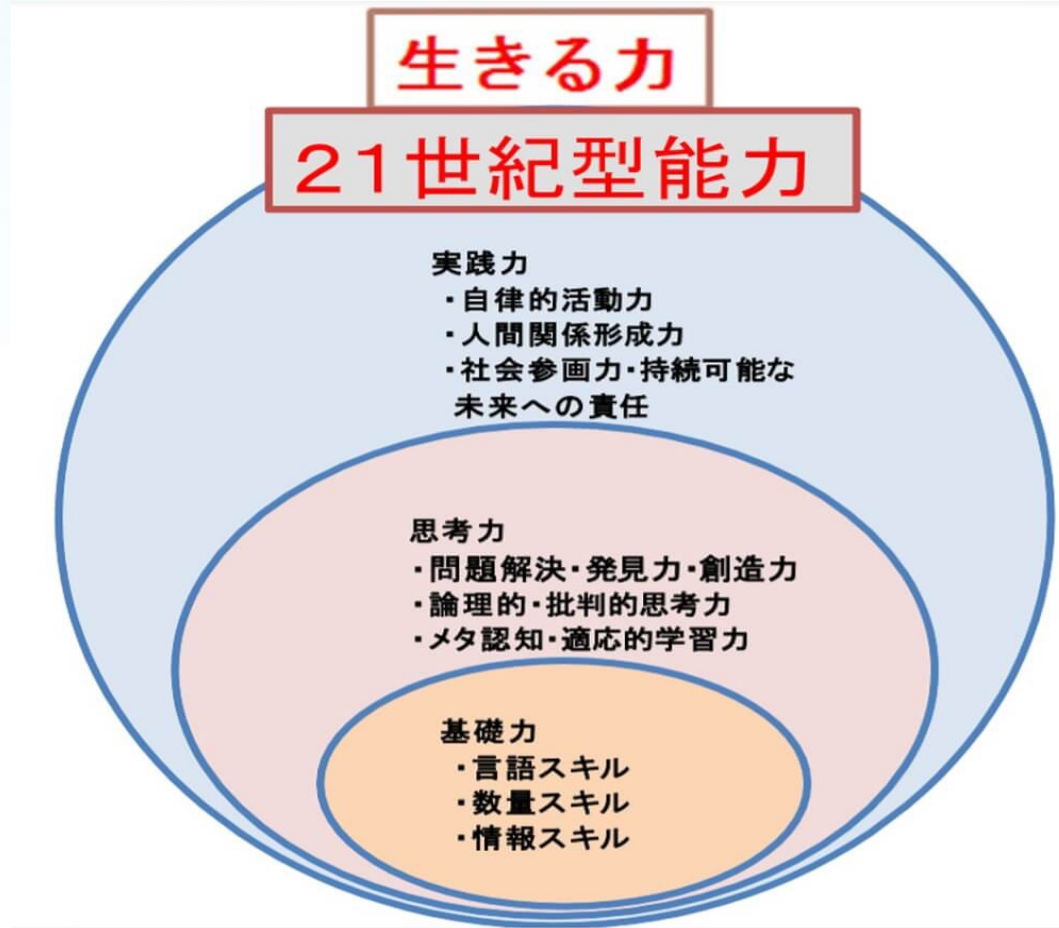 生きる力
21世紀型能力
実践力
・自律的活動力
・人間関係形成力
・社会参画力・持続可能な
未来への責任
思考力
・問題解決・発見力・創造力
・論理的・批判的思考力
・メタ認知・適応的学習力
基礎力
・言語スキル
・数量スキル
・情報スキル